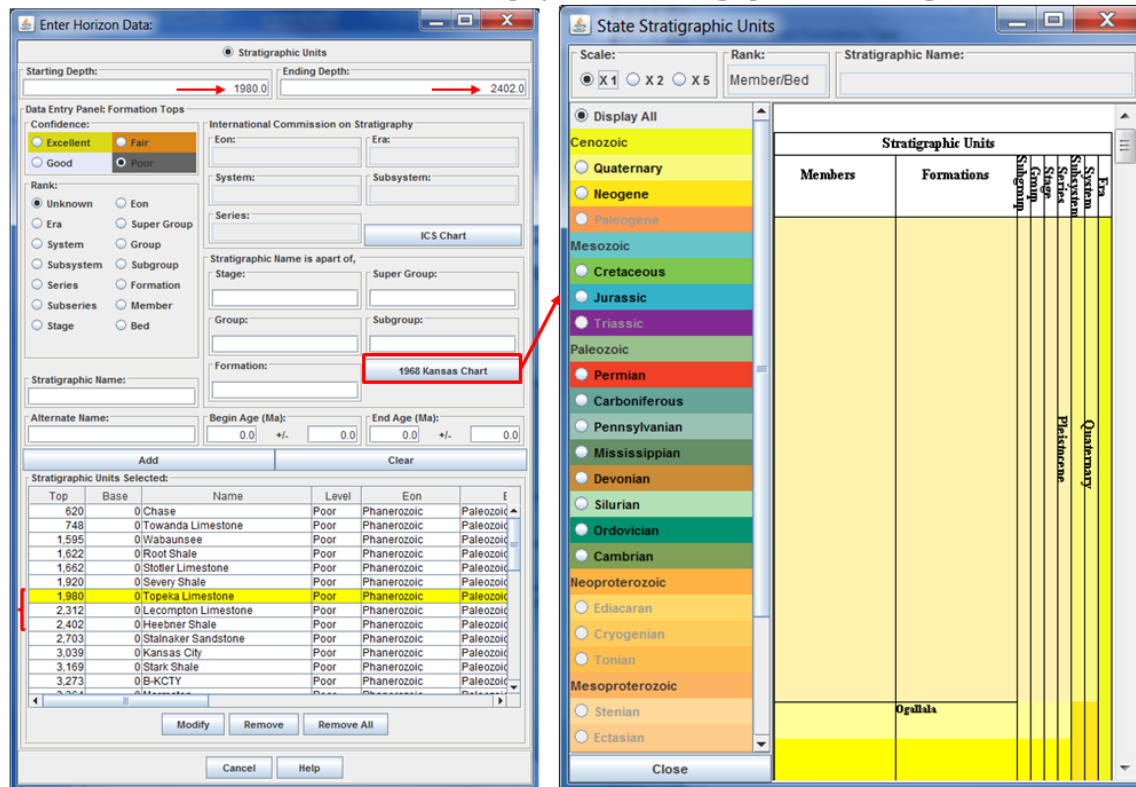 Enter Horizon Data:
Stratigraphic Units
Starting Depth: Ending Depth:
1980.0 2402.0
Data Entry Panel: Formation Tops
Confidence:
Excellent Fair
Good Poor
Rank:
Unknown Eon
Era Super Group
System Group
Subsystem Subgroup
Series Formation
Subseries Member
Stage Bed
Stratigraphic Name:
Alternate Name:
International Commission on Stratigraphy
Eon: Era:
System: Subsystem:
Series:
ICS Chart
Stratigraphic Name is apart of,
Stage: Super Group:
Group: Subgroup:
Formation:
1968 Kansas Chart
Begin Age (Ma): End Age (Ma):
0.0 +/- 0.0 0.0 +/- 0.0
Add Clear
Stratigraphic Units Selected:
Top Base Name Level Eon E
620 0 Chase Poor Phanerozoic Paleozoic
748 0 Towanda Limestone Poor Phanerozoic Paleozoic
1,595 0 Wabaunsee Poor Phanerozoic Paleozoic
1,622 0 Root Shale Poor Phanerozoic Paleozoic
1,662 0 Stotler Limestone Poor Phanerozoic Paleozoic
1,920 0 Severy Shale Poor Phanerozoic Paleozoic
1,980 0 Topeka Limestone Poor Phanerozoic Paleozoic
2,312 0 Lecompton Limestone Poor Phanerozoic Paleozoic
2,402 0 Heebner Shale Poor Phanerozoic Paleozoic
2,703 0 Stalnaker Sandstone Poor Phanerozoic Paleozoic
3,039 0 Kansas City Poor Phanerozoic Paleozoic
3,169 0 Stark Shale Poor Phanerozoic Paleozoic
3,273 0 B-KCTY Poor Phanerozoic Paleozoic
Modify Remove Remove All
Cancel Help
State Stratigraphic Units
Scale: Rank: Stratigraphic Name:
X 1 X 2 X 5 Member/Bed
Display All
Cenozoic
Quaternary
Neogene
Paleogene
Mesozoic
Cretaceous
Jurassic
Triassic
Paleozoic
Permian
Carboniferous
Pennsylvanian
Mississippian
Devonian
Silurian
Ordovician
Cambrian
Neoproterozoic
Ediacaran
Cryogenian
Tonian
Mesoproterozoic
Stenian
Ectasian
Close
Stratigraphic Units
Members Formations Subgroup Group Stage Series Subsystem System Era
Pleistocene Quaternary
Ogallala